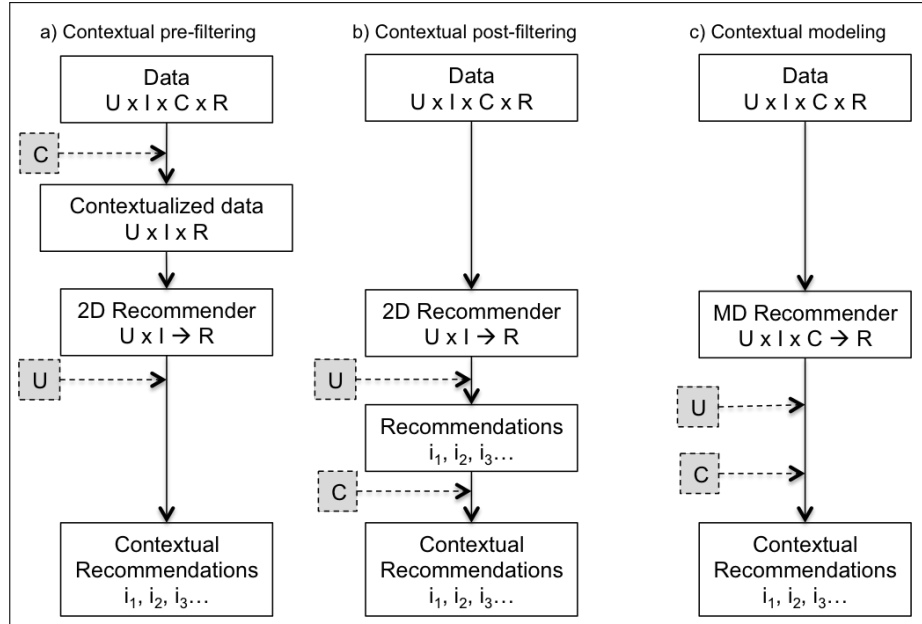 a) Contextual pre-filtering
Data
U x I x C x R
C
Contextualized data
U x I x R
2D Recommender
U x I → R
U
Contextual
Recommendations
i₁, i₂, i₃...
b) Contextual post-filtering
Data
U x I x C x R
2D Recommender
U x I → R
U
Recommendations
i₁, i₂, i₃...
C
Contextual
Recommendations
i₁, i₂, i₃...
c) Contextual modeling
Data
U x I x C x R
MD Recommender
U x I x C → R
U
C
Contextual
Recommendations
i₁, i₂, i₃...